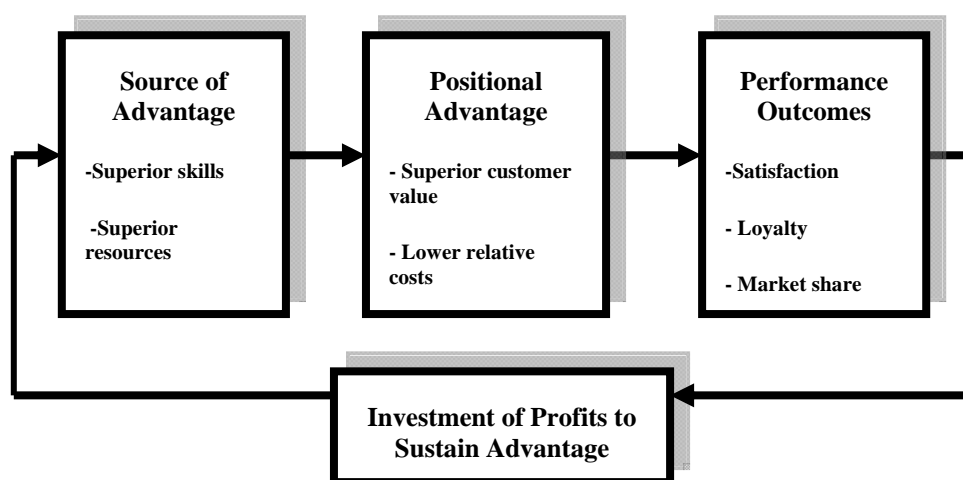 Source of
Advantage
-Superior skills
-Superior
resources
Positional
Advantage
- Superior customer
value
- Lower relative
costs
Performance
Outcomes
-Satisfaction
- Loyalty
- Market share
Investment of Profits to
Sustain Advantage